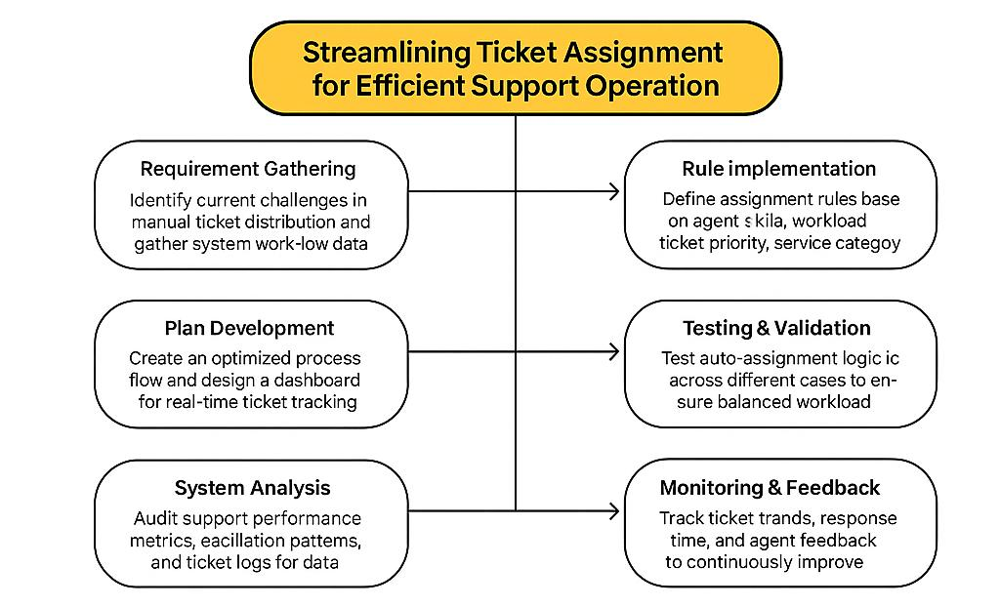 Streamlining Ticket Assignment
for Efficient Support Operation
Requirement Gathering
Identify current challenges in
manual ticket distribution and
gather system work-low data
Rule implementation
Define assignment rules base
on agent s kila, workload
ticket priority, service categoy
Plan Development
Create an optimized process
flow and design a dashboard
for real-time ticket tracking
Testing & Validation
Test auto-assignment logic ic
across different cases to en-
sure balanced workload
System Analysis
Audit support performance
metrics, eacillation pattems,
and ticket logs for data
Monitoring & Feedback
Track ticket trands, response
time, and agent feedback
to continuously improve